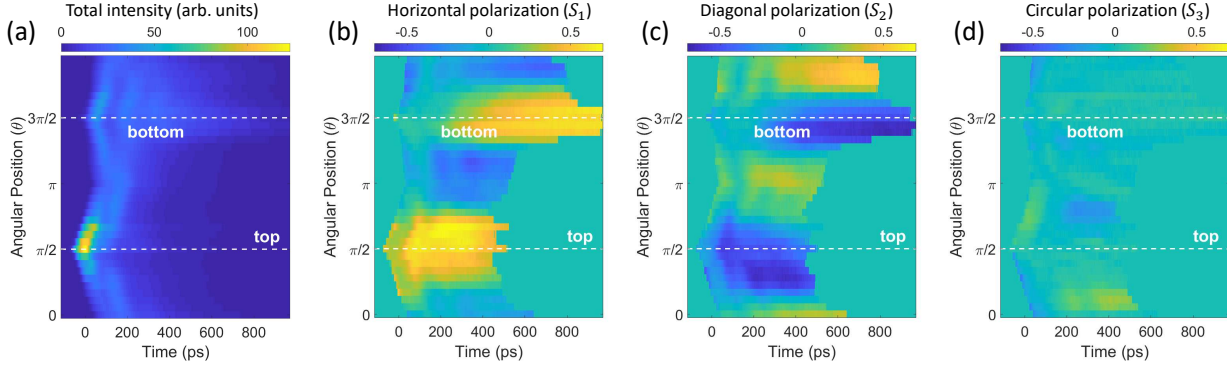 (a)
Total intensity (arb. units)
0 50 100
Angular Position (θ)
3π/2
π
π/2
0
bottom
top
0 200 400 600 800
Time (ps)
(b)
Horizontal polarization (S₁)
-0.5 0 0.5
Angular Position (θ)
3π/2
π
π/2
0
bottom
top
0 200 400 600 800
Time (ps)
(c)
Diagonal polarization (S₂)
-0.5 0 0.5
Angular Position (θ)
3π/2
π
π/2
0
bottom
top
0 200 400 600 800
Time (ps)
(d)
Circular polarization (S₃)
-0.5 0 0.5
Angular Position (θ)
3π/2
π
π/2
0
bottom
top
0 200 400 600 800
Time (ps)